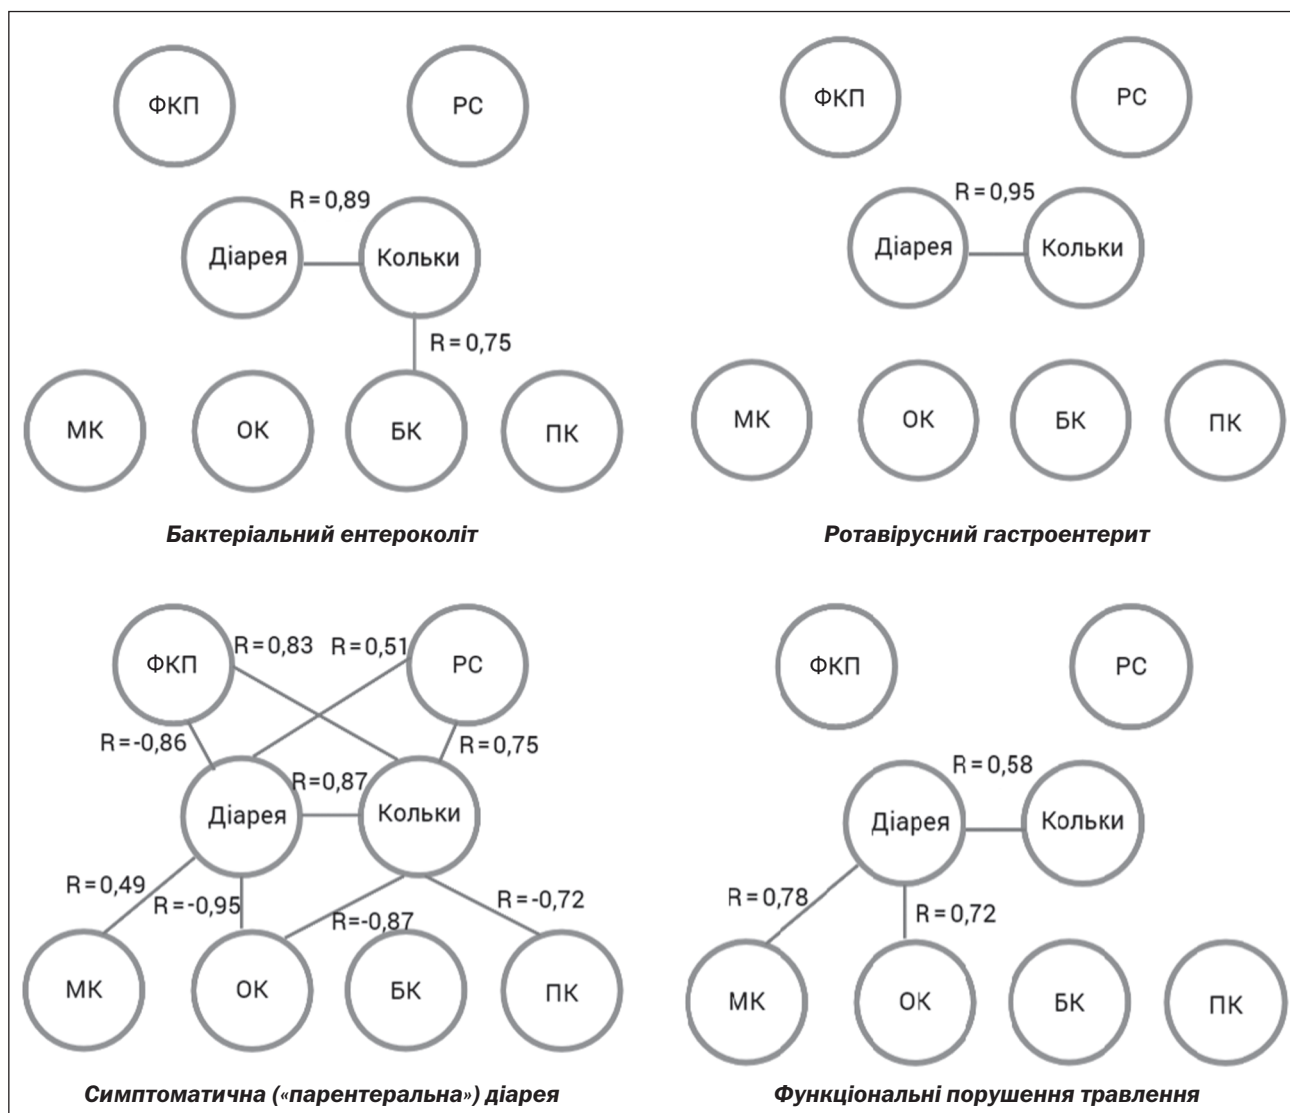 ФКП
РС
R = 0,89
Діарея
Кольки
R = 0,75
МК
ОК
БК
ПК
Бактеріальний ентероколіт
ФКП
РС
R = 0,95
Діарея
Кольки
МК
ОК
БК
ПК
Ротавірусний гастроентерит
ФКП
R = 0,83
R = 0,51
РС
R = -0,86
R = 0,75
R = 0,87
Діарея
Кольки
R = 0,49
R = -0,95
R = -0,87
R = -0,72
МК
ОК
БК
ПК
Симптоматична («парентеральна») діарея
ФКП
РС
R = 0,58
Діарея
Кольки
R = 0,78
R = 0,72
МК
ОК
БК
ПК
Функціональні порушення травлення